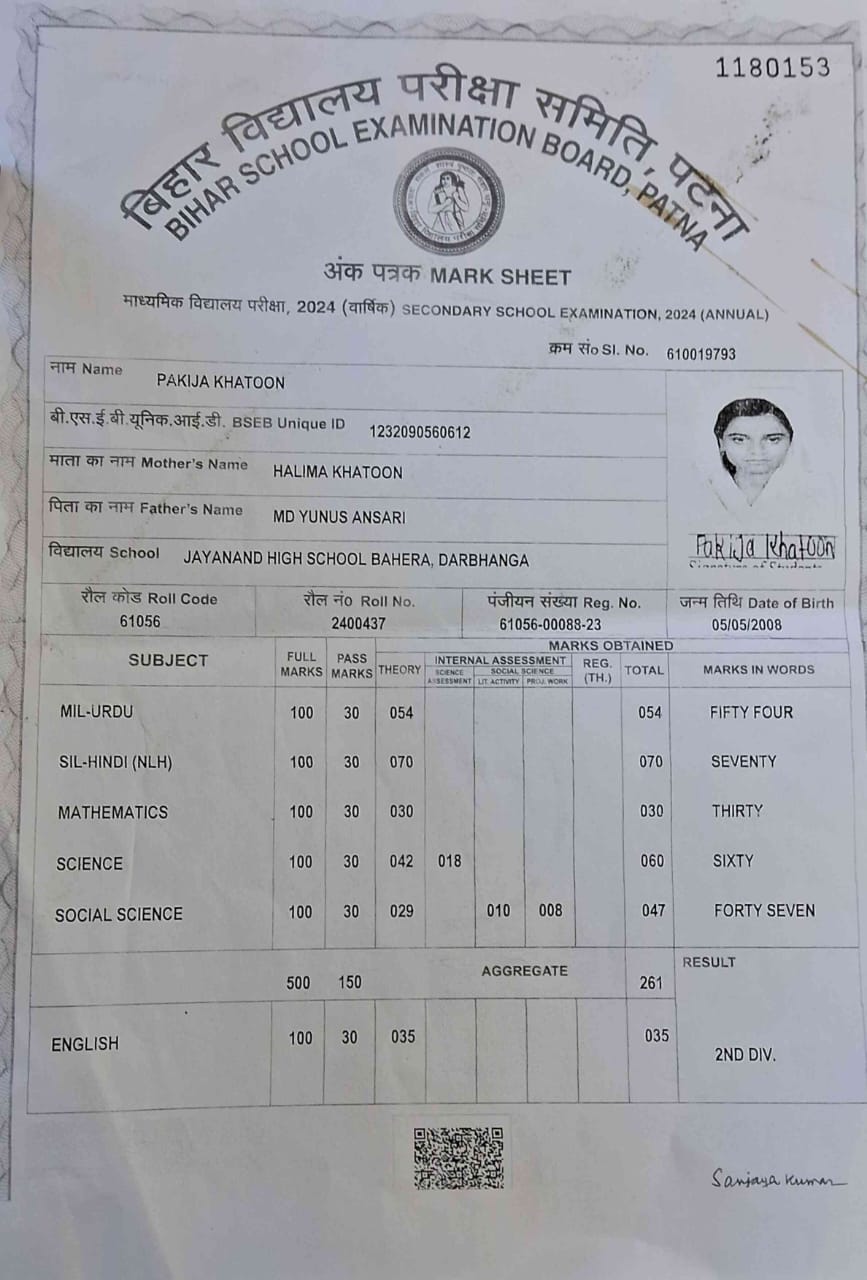 1180153
बिहार विद्यालय परीक्षा समिति, पटना
BIHAR SCHOOL EXAMINATION BOARD, PATNA
अंक पत्रक MARK SHEET
माध्यमिक विद्यालय परीक्षा, 2024 (वार्षिक) SECONDARY SCHOOL EXAMINATION, 2024 (ANNUAL)
क्रम सं० Sl. No. 610019793
नाम Name PAKIJA KHATOON
बी.एस.ई.बी.यूनिक.आई.डी. BSEB Unique ID 1232090560612
माता का नाम Mother's Name HALIMA KHATOON
पिता का नाम Father's Name MD YUNUS ANSARI
Pakija Khatoon
Signature of Students
विद्यालय School JAYANAND HIGH SCHOOL BAHERA, DARBHANGA
रौल कोड Roll Code रौल नं० Roll No. पंजीयन संख्या Reg. No. जन्म तिथि Date of Birth
61056 2400437 61056-00088-23 05/05/2008
MARKS OBTAINED
SUBJECT FULL MARKS PASS MARKS THEORY INTERNAL ASSESSMENT REG. (TH.) TOTAL MARKS IN WORDS
SCIENCE ASSESSMENT SOCIAL SCIENCE
LIT. ACTIVITY PROJ. WORK
MIL-URDU 100 30 054 054 FIFTY FOUR
SIL-HINDI (NLH) 100 30 070 070 SEVENTY
MATHEMATICS 100 30 030 030 THIRTY
SCIENCE 100 30 042 018 060 SIXTY
SOCIAL SCIENCE 100 30 029 010 008 047 FORTY SEVEN
500 150 AGGREGATE 261 RESULT
ENGLISH 100 30 035 035
2ND DIV.
Sanjaya Kumar